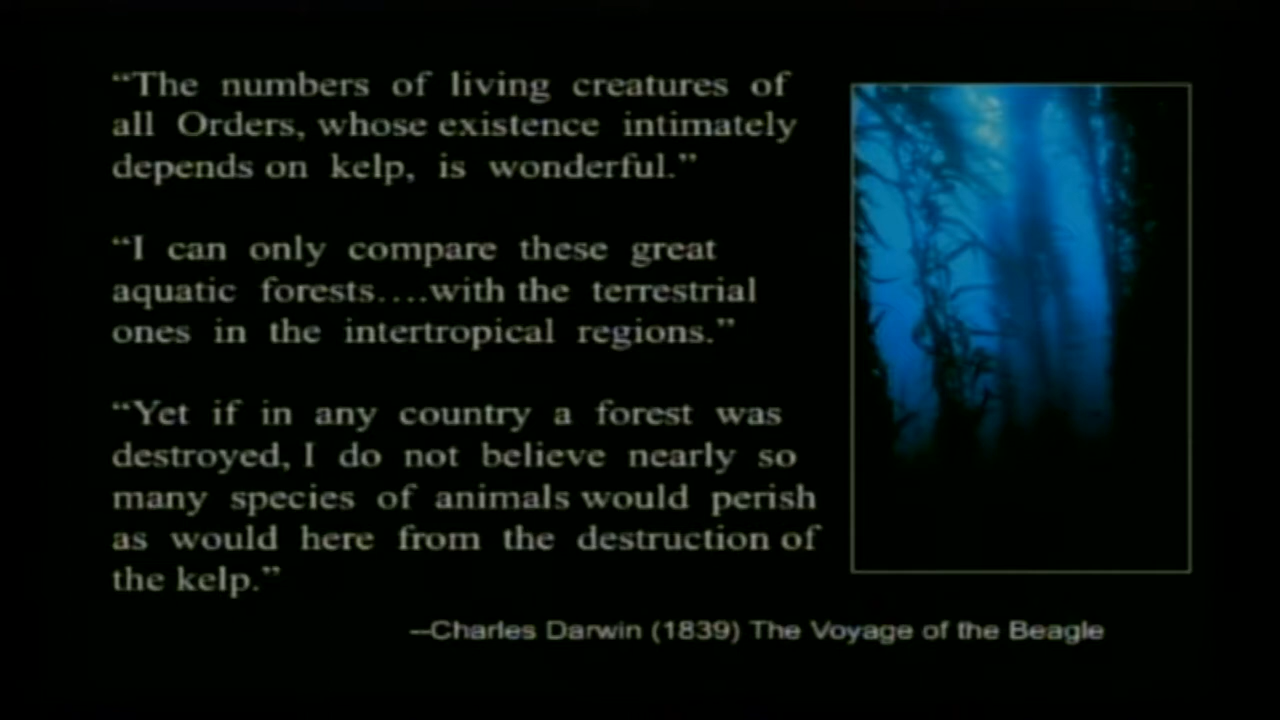 “The numbers of living creatures of
all Orders, whose existence intimately
depends on kelp, is wonderful.”
“I can only compare these great
aquatic forests….with the terrestrial
ones in the intertropical regions.”
“Yet if in any country a forest was
destroyed, I do not believe nearly so
many species of animals would perish
as would here from the destruction of
the kelp.”
--Charles Darwin (1839) The Voyage of the Beagle